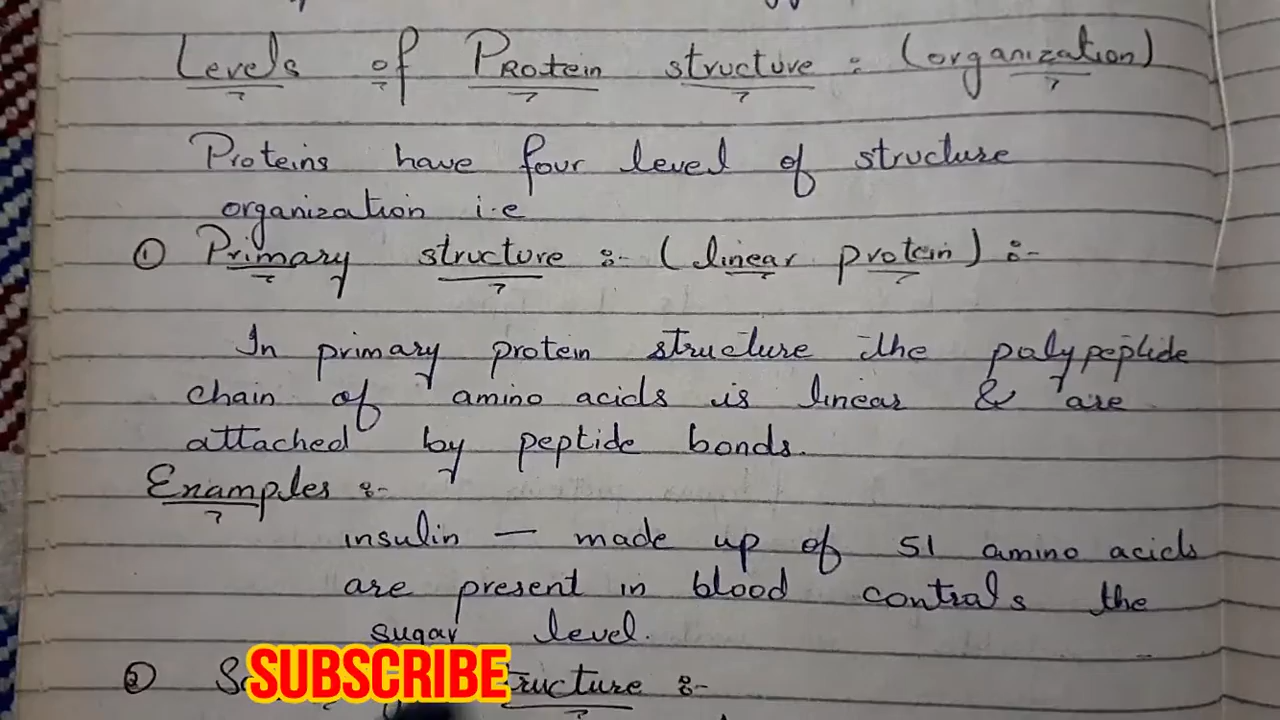 Levels of Protein structure : (organization)
Proteins have four level of structure
organization i.e
① Primary structure :- (linear protein) :-
In primary protein structure the polypeptide
chain of amino acids is linear & are
attached by peptide bonds.
Examples :-
insulin — made up of 51 amino acids
are present in blood controls the
sugar level.
② structure :-
SUBSCRIBE